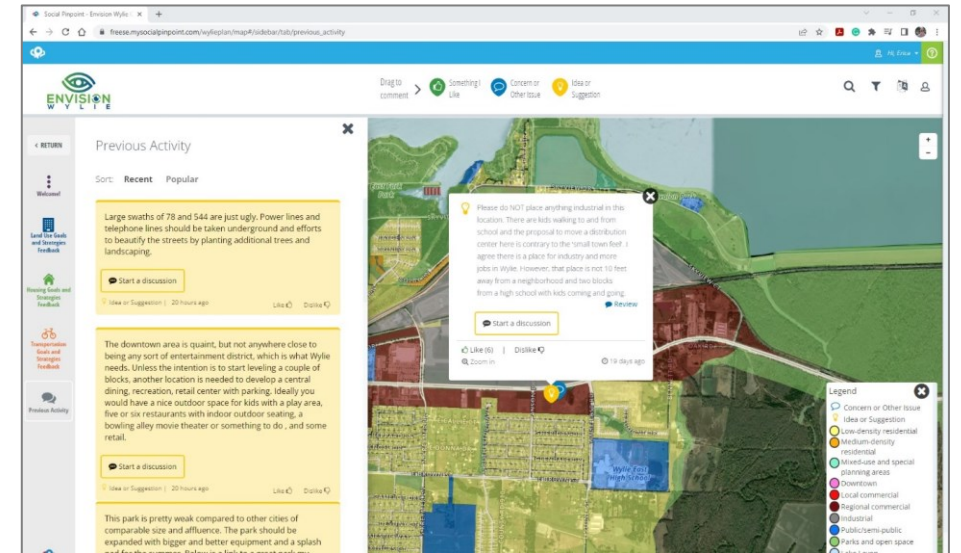 Social Pinpoint - Envision Wylie
freese.mysocialpinpoint.com/wylieplan/map#/sidebar/tab/previous_activity
Hi, Erica
ENVISION
WYLIE
Drag to
comment
Something I
Like
Concern or
Other Issue
Idea or
Suggestion
< RETURN
Welcome!
Land Use Goals
and Strategies
Feedback
Housing Goals and
Strategies
Feedback
Transportation
Goals and
Strategies
Feedback
Previous Activity
Previous Activity
Sort: Recent Popular
Large swaths of 78 and 544 are just ugly. Power lines and
telephone lines should be taken underground and efforts
to beautify the streets by planting additional trees and
landscaping.
Start a discussion
Idea or Suggestion | 20 hours ago Like Dislike
The downtown area is quaint, but not anywhere close to
being any sort of entertainment district, which is what Wylie
needs. Unless the intention is to start leveling a couple of
blocks, another location is needed to develop a central
dining, recreation, retail center with parking. Ideally you
would have a nice outdoor space for kids with a play area,
five or six restaurants with indoor outdoor seating, a
bowling alley movie theater or something to do , and some
retail.
Start a discussion
Idea or Suggestion | 20 hours ago Like Dislike
This park is pretty weak compared to other cities of
comparable size and affluence. The park should be
expanded with bigger and better equipment and a splash
pad for the summer. Below is a link to a great park my
Please do NOT place anything industrial in this
location. There are kids walking to and from
school and the proposal to move a distribution
center here is contrary to the 'small town feel'. I
agree there is a place for industry and more
jobs in Wylie. However, that place is not 10 feet
away from a neighborhood and two blocks
from a high school with kids coming and going.
Review
Start a discussion
Like (6) | Dislike
Zoom in 19 days ago
Wylie East
High School
+
-
Legend
Concern or Other Issue
Idea or Suggestion
Low-density residential
Medium-density
residential
Mixed-use and special
planning areas
Downtown
Local commercial
Regional commercial
Industrial
Public/semi-public
Parks and open space
Lake Lavon